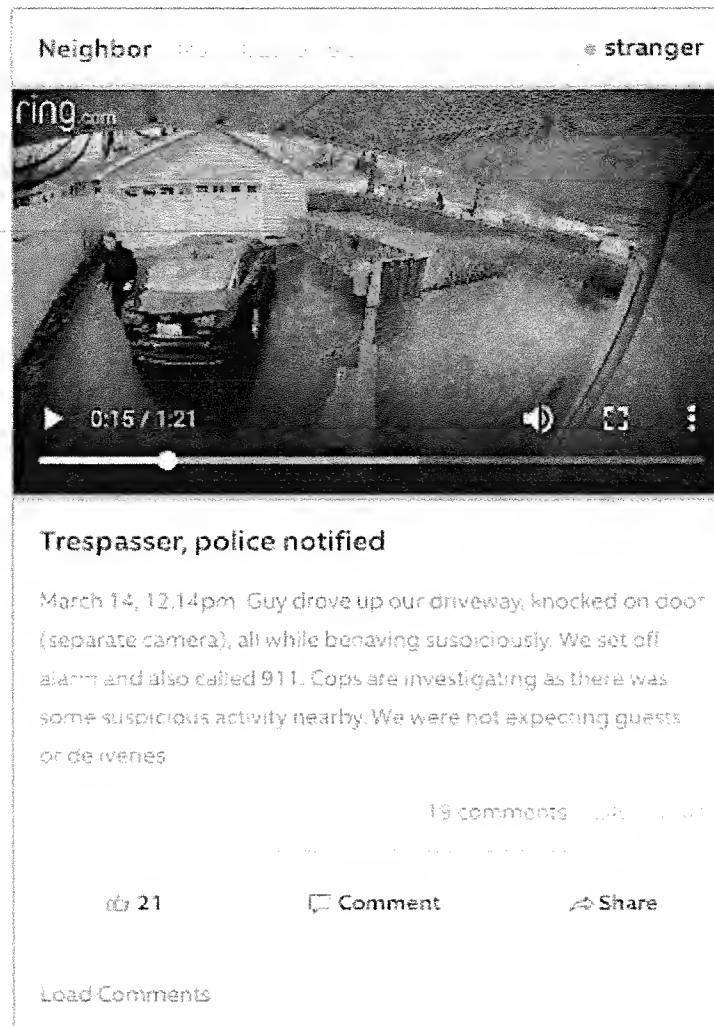 Neighbor
stranger
ring.com
0:15 / 1:21
Trespasser, police notified
March 14, 12.14pm Guy drove up our driveway, knocked on door
(separate camera), all while behaving suspiciously. We set off
alarm and also called 911. Cops are investigating as there was
some suspicious activity nearby. We were not expecting guests
or deliveries
19 comments
21
Comment
Share
Load Comments